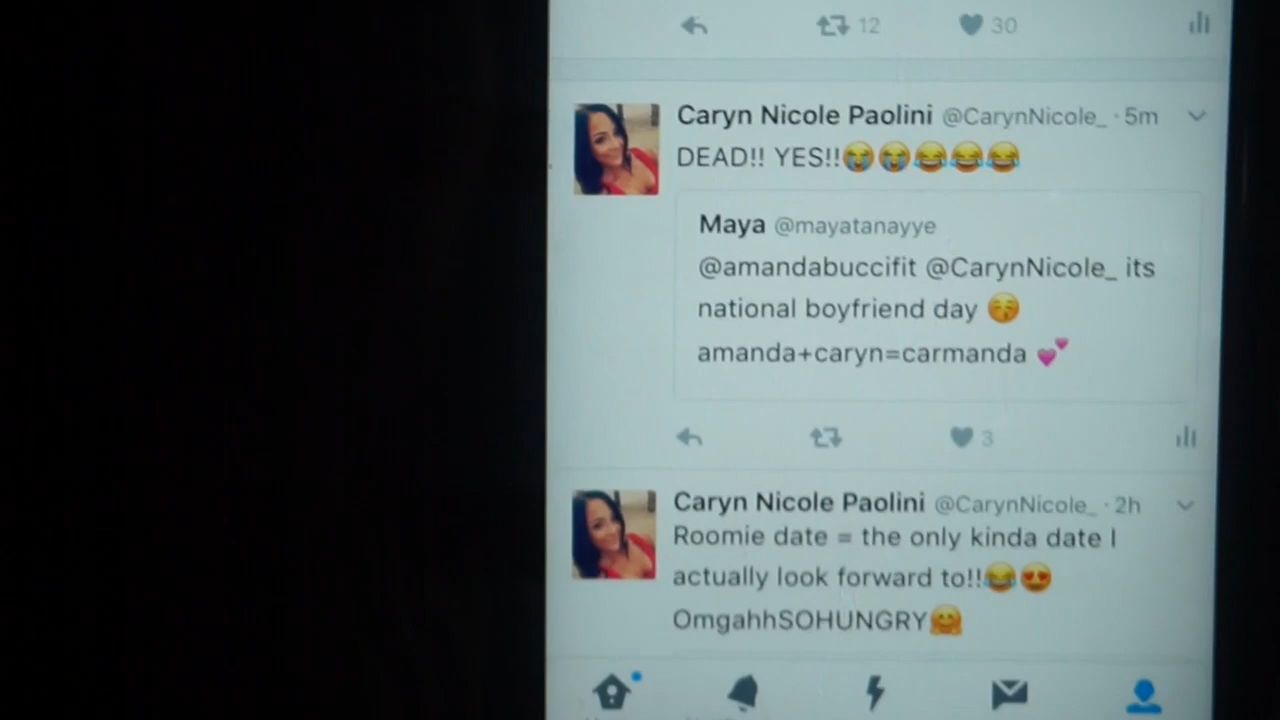 12 30
Caryn Nicole Paolini @CarynNicole_ · 5m
DEAD!! YES!!😭😭😂😂😂
Maya @mayatanayye
@amandabuccifit @CarynNicole_ its
national boyfriend day 😚
amanda+caryn=carmanda 💕
3
Caryn Nicole Paolini @CarynNicole_ · 2h
Roomie date = the only kinda date I
actually look forward to!!😂😍
OmgahhSOHUNGRY🤗